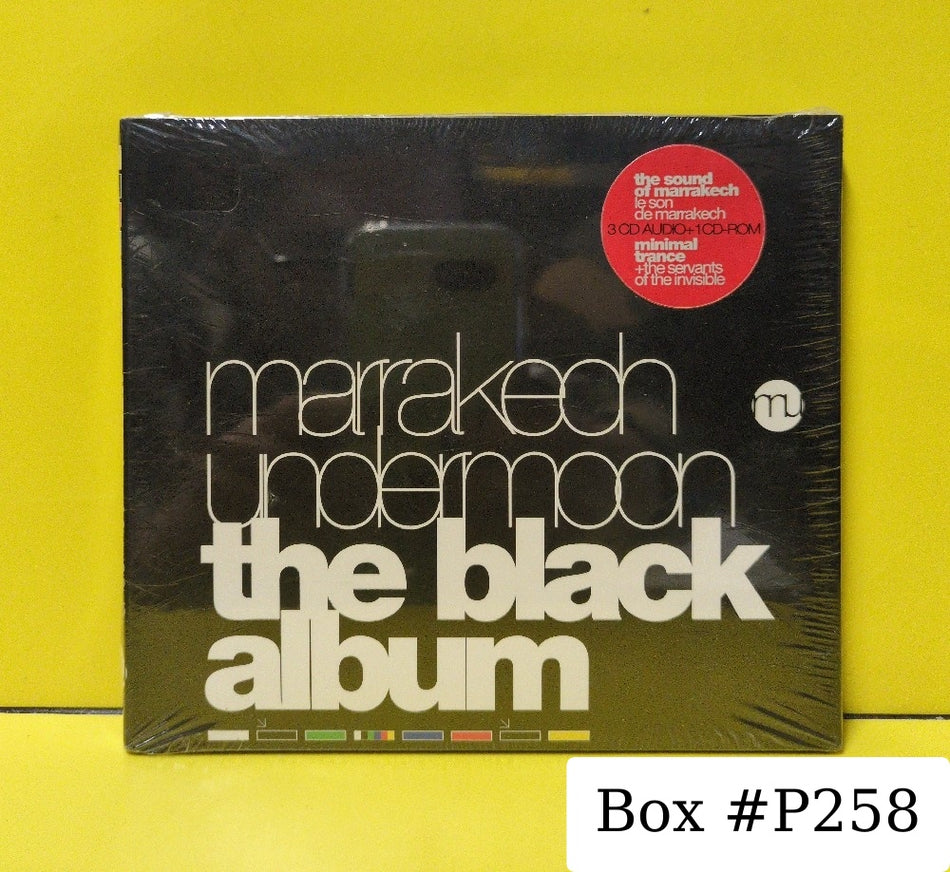 the sound
of marrakech
le son
de marrakech
3 CD AUDIO+1CD-ROM
minimal
trance
+the servants
of the invisible
marrakech
mu
undermoon
the black
album
Box #P258